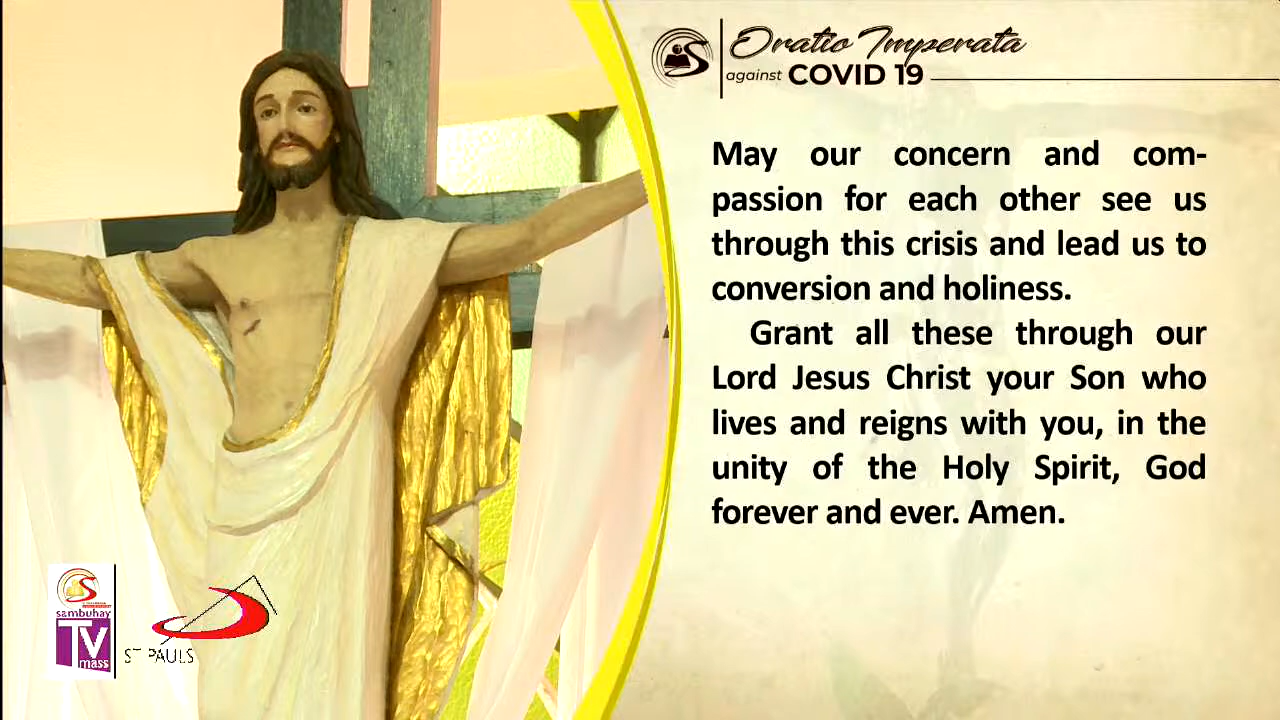 Oratio Imperata
against COVID 19
May our concern and com-
passion for each other see us
through this crisis and lead us to
conversion and holiness.
Grant all these through our
Lord Jesus Christ your Son who
lives and reigns with you, in the
unity of the Holy Spirit, God
forever and ever. Amen.
S
sambuhay
TV
mass
ST PAULS